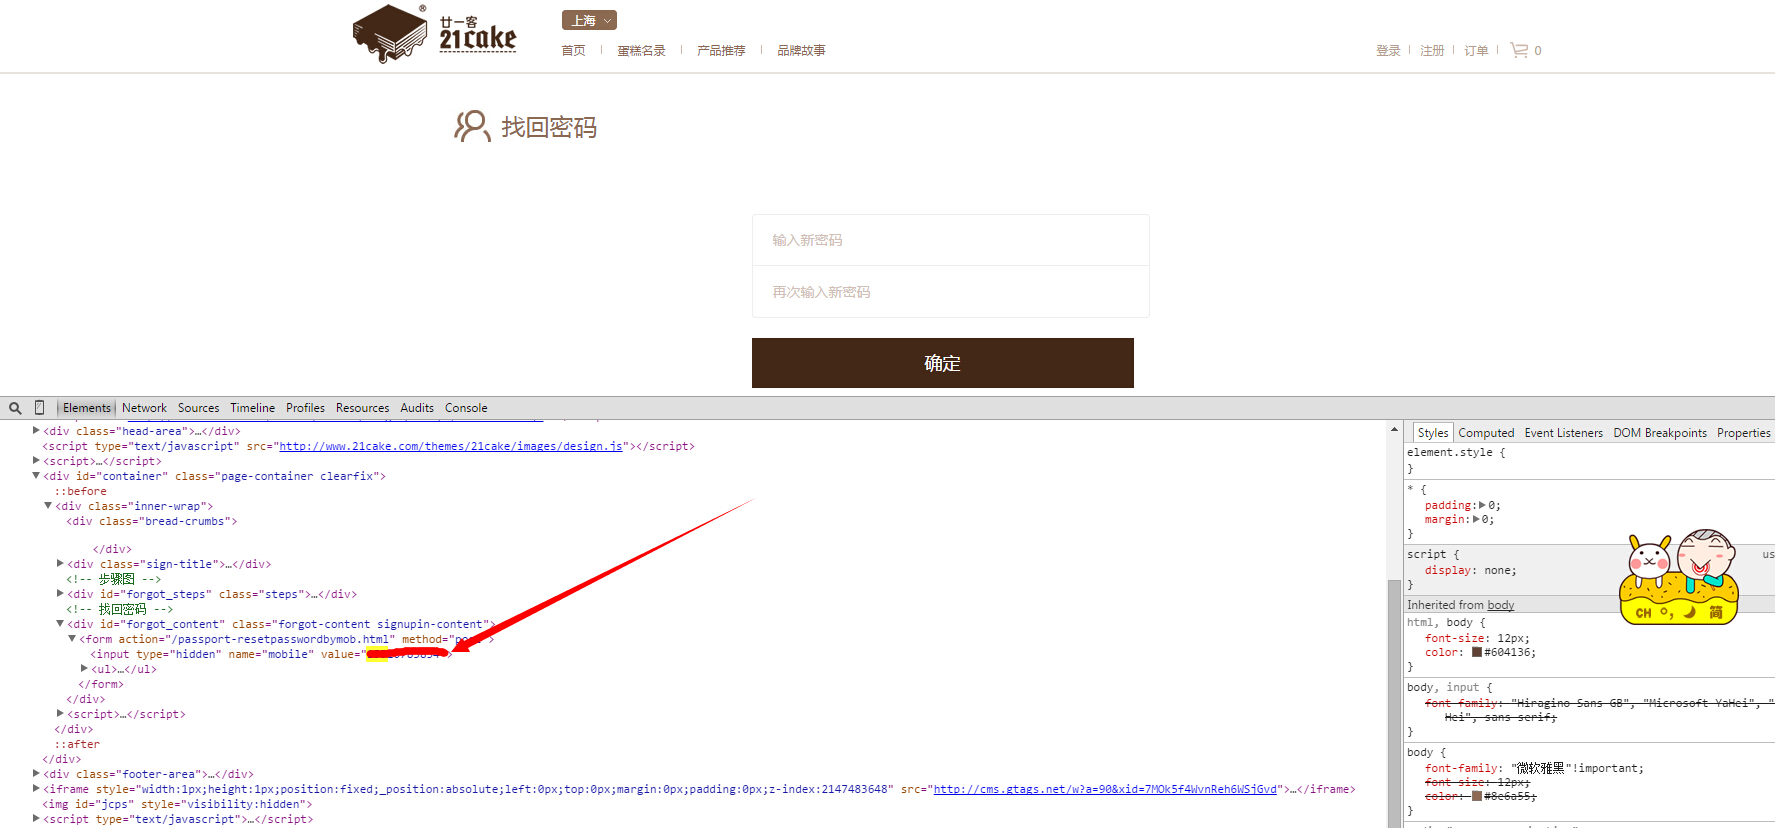 廿一客
21cake
®
上海
首页 蛋糕名录 产品推荐 品牌故事
登录 注册 订单 0
找回密码
输入新密码
再次输入新密码
确定
Elements Network Sources Timeline Profiles Resources Audits Console
<div class="head-area">…</div>
<script type="text/javascript" src="http://www.21cake.com/themes/21cake/images/design.js"></script>
<script>…</script>
<div id="container" class="page-container clearfix">
::before
<div class="inner-wrap">
<div class="bread-crumbs">
</div>
<div class="sign-title">…</div>
<!-- 步骤图 -->
<div id="forgot_steps" class="steps">…</div>
<!-- 找回密码 -->
<div id="forgot_content" class="forgot-content signupin-content">
<form action="/passport-resetpasswordbymob.html" method=
<input type="hidden" name="mobile" value="
<ul>…</ul>
</form>
</div>
<script>…</script>
</div>
::after
</div>
<div class="footer-area">…</div>
<iframe style="width:1px;height:1px;position:fixed;_position:absolute;left:0px;top:0px;margin:0px;padding:0px;z-index:2147483648" src="http://cms.gtags.net/w?a=90&xid=7MOk5f4WvnReh6WSjGvd">…</iframe>
<img id="jcps" style="visibility:hidden">
<script type="text/javascript">…</script>
Styles Computed Event Listeners DOM Breakpoints Properties
element.style {
}
* {
padding: 0;
margin: 0;
}
script { us
display: none;
}
Inherited from body
html, body {
font-size: 12px;
color: #604136;
}
body, input {
font-family: "Hiragino Sans GB", "Microsoft YaHei", "
Hei", sans-serif;
}
body {
font-family: "微软雅黑"!important;
font-size: 12px;
color: #8e6a55;
}
CH 简